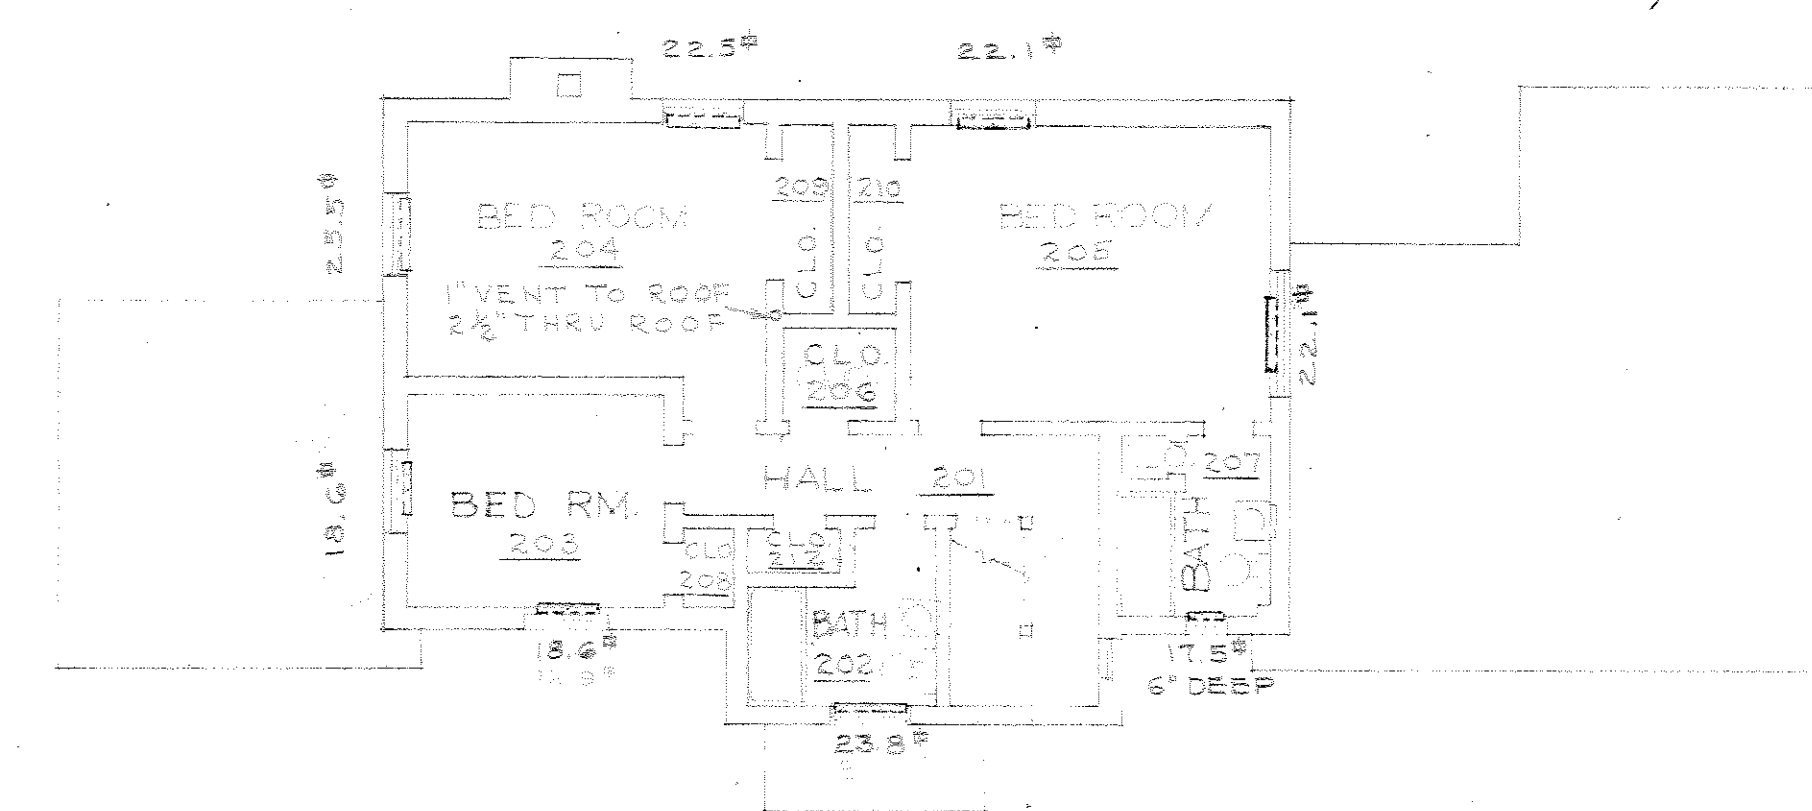 22.5#
22.1#
25.5#
209
210
BED ROOM
204
BED ROOM
205
CLO.
CLO.
1" VENT TO ROOF
2½" THRU ROOF
22.1#
CLO.
206
18.6#
HALL
201
207
BED RM.
203
CLO
208
CLO.
212
BATH
BATH
202
18.6#
17.5#
6" DEEP
23.8#